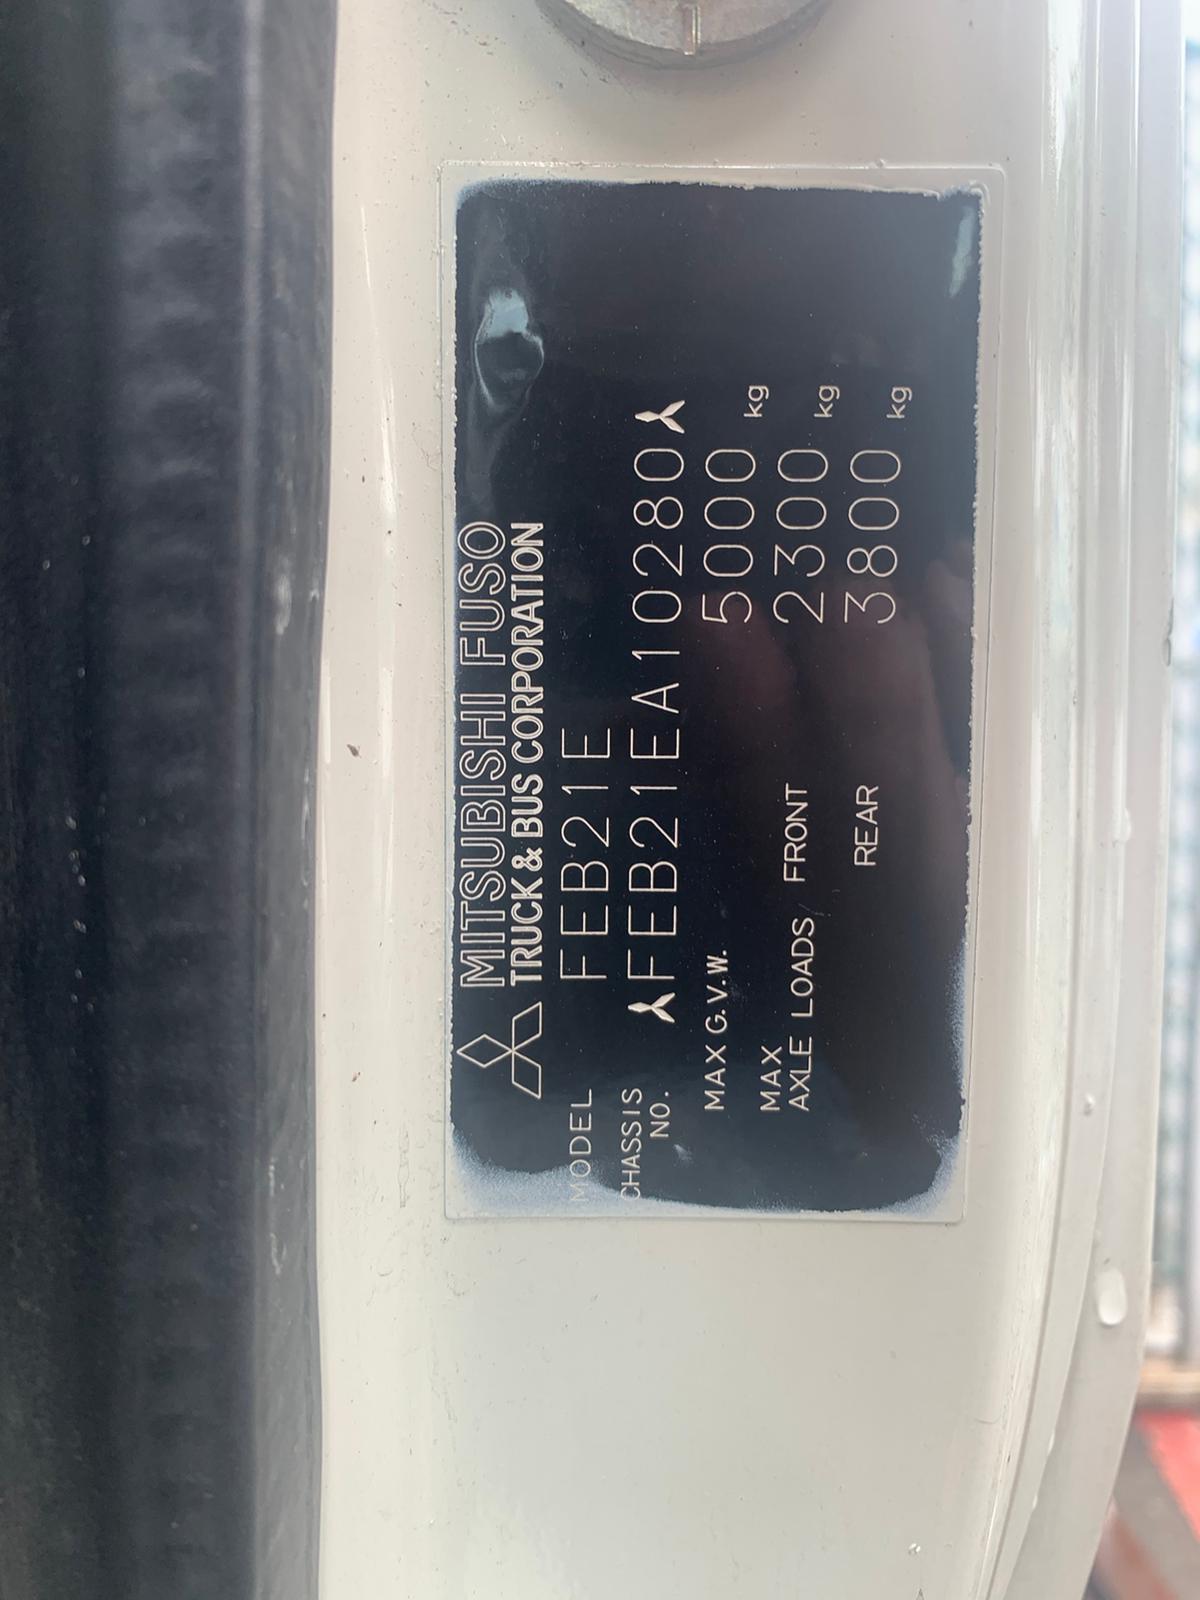 MITSUBISHI FUSO
TRUCK & BUS CORPORATION
MODEL FEB21E
CHASSIS NO. FEB21EA10280
MAX G.V.W. 5000 kg
MAX AXLE LOADS FRONT 2300 kg
REAR 3800 kg